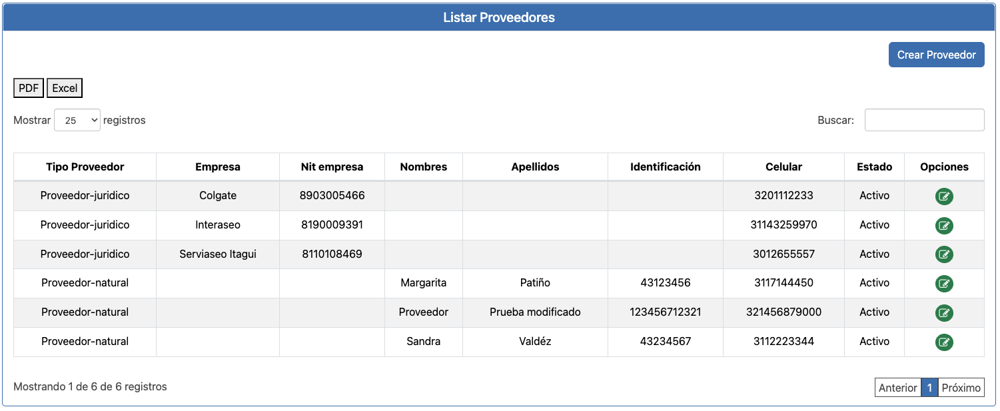 Listar Proveedores
Crear Proveedor
PDF Excel
Mostrar 25 registros Buscar:
Tipo Proveedor Empresa Nit empresa Nombres Apellidos Identificación Celular Estado Opciones
Proveedor-juridico Colgate 8903005466 3201112233 Activo
Proveedor-juridico Interaseo 8190009391 31143259970 Activo
Proveedor-juridico Serviaseo Itagui 8110108469 3012655557 Activo
Proveedor-natural Margarita Patiño 43123456 3117144450 Activo
Proveedor-natural Proveedor Prueba modificado 123456712321 321456879000 Activo
Proveedor-natural Sandra Valdéz 43234567 3112223344 Activo
Mostrando 1 de 6 de 6 registros Anterior 1 Próximo